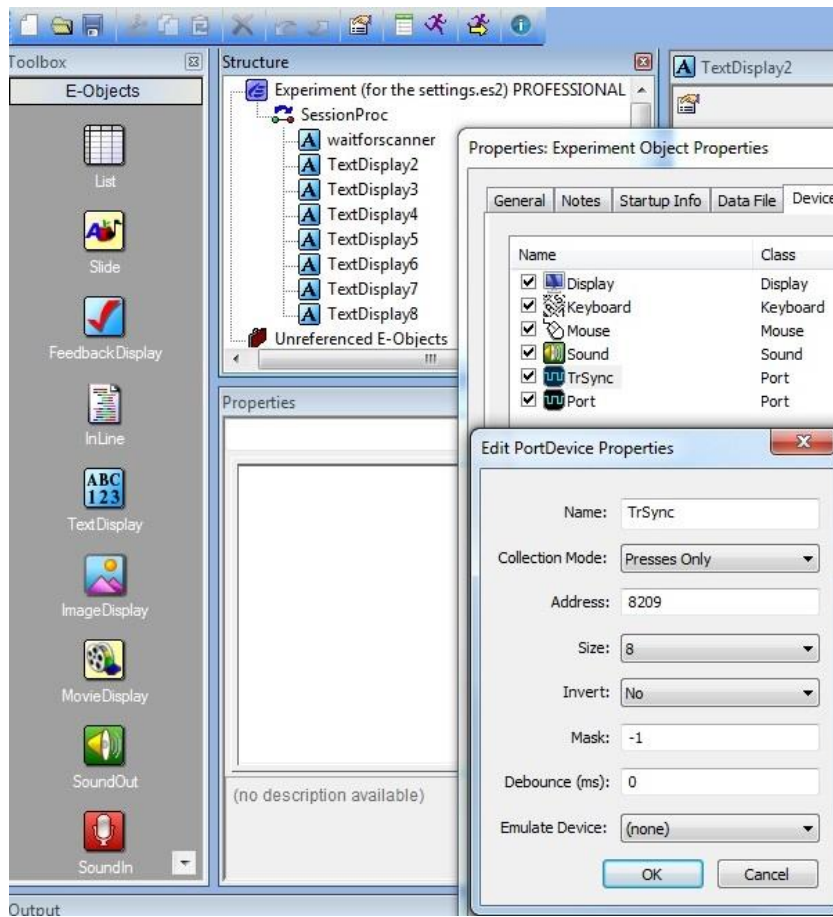 Toolbox
E-Objects
List
Slide
FeedbackDisplay
InLine
ABC
123
TextDisplay
ImageDisplay
MovieDisplay
SoundOut
SoundIn
Structure
Experiment (for the settings.es2) PROFESSIONAL
SessionProc
A waitforscanner
A TextDisplay2
A TextDisplay3
A TextDisplay4
A TextDisplay5
A TextDisplay6
A TextDisplay7
A TextDisplay8
Unreferenced E-Objects
Properties
(no description available)
Output
A TextDisplay2
Properties: Experiment Object Properties
General Notes Startup Info Data File Device
Name Class
Display Display
Keyboard Keyboard
Mouse Mouse
Sound Sound
TrSync Port
Port Port
Edit PortDevice Properties
Name: TrSync
Collection Mode: Presses Only
Address: 8209
Size: 8
Invert: No
Mask: -1
Debounce (ms): 0
Emulate Device: (none)
OK Cancel